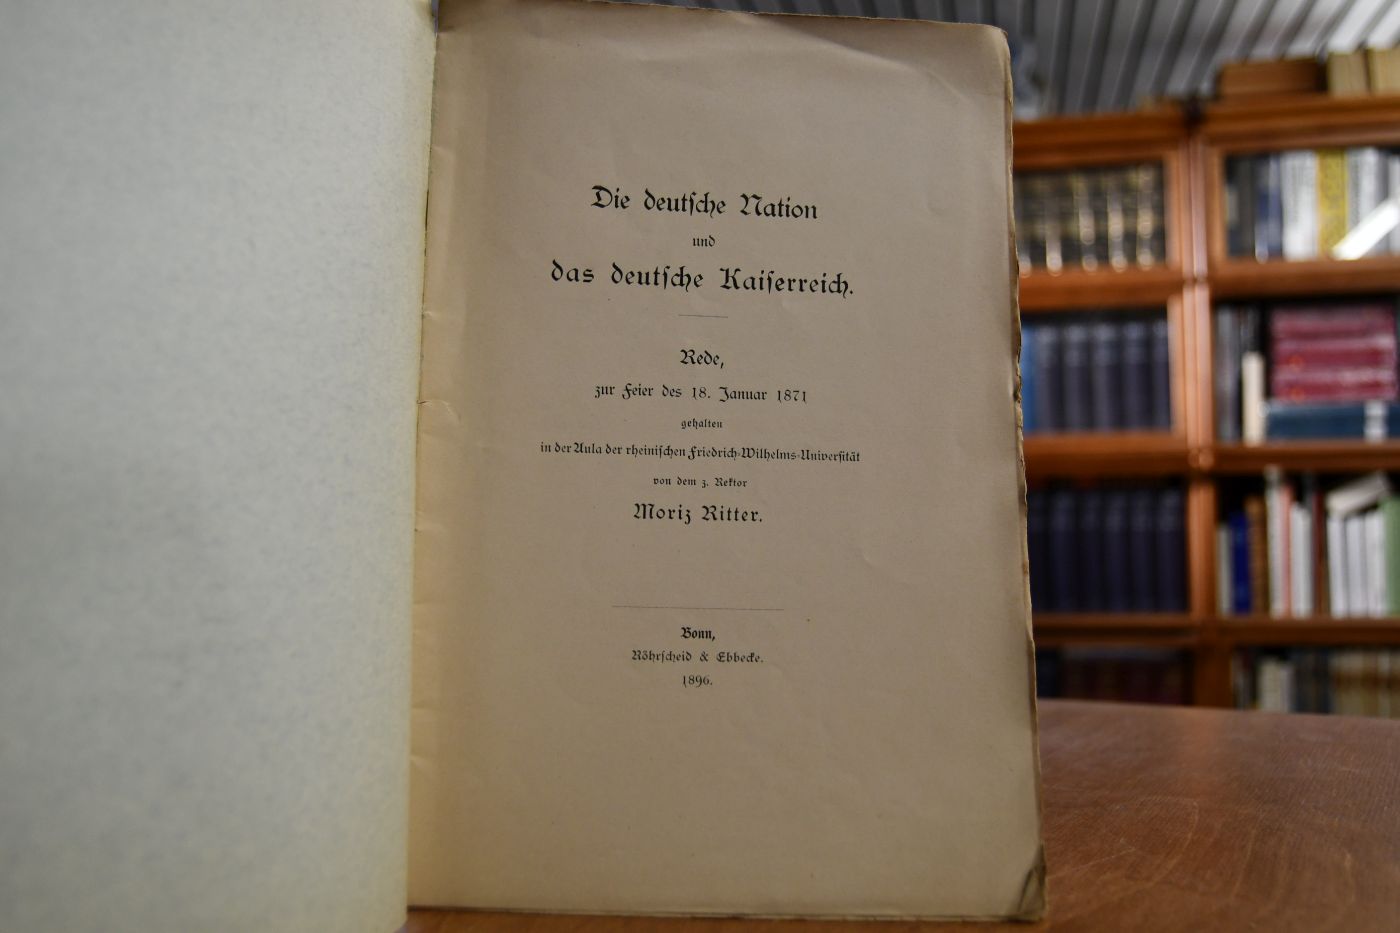 Die deutſche Nation
und
das deutſche Kaiſerreich.
Rede,
zur Feier des 18. Januar 1871
gehalten
in der Aula der rheiniſchen Friedrich-Wilhelms-Univerſität
von dem z. Rektor
Moriz Ritter.
Bonn,
Röhrſcheid & Ebbecke.
1896.